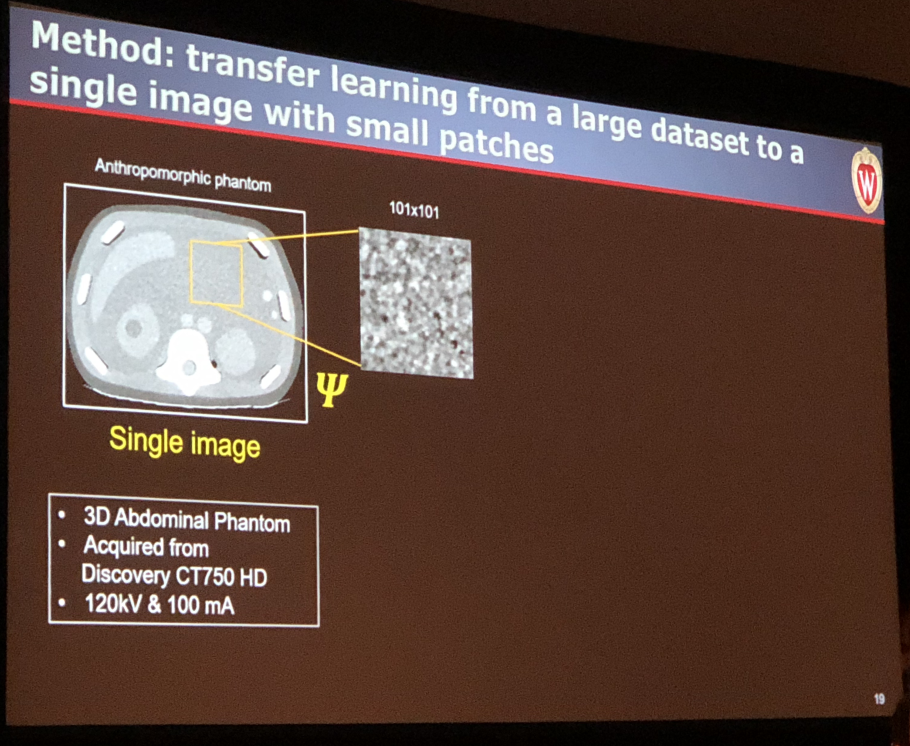 Method: transfer learning from a large dataset to a
single image with small patches
W
Anthropomorphic phantom
101x101
Ψ
Single image
• 3D Abdominal Phantom
• Acquired from
Discovery CT750 HD
• 120kV & 100 mA
19